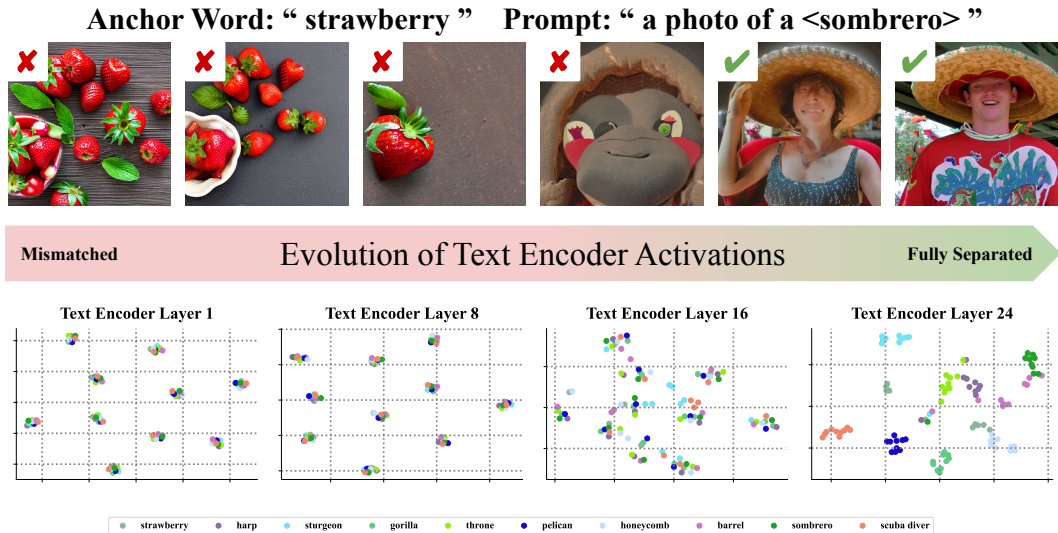 Anchor Word: “ strawberry ” Prompt: “ a photo of a <sombrero> ”
Mismatched Evolution of Text Encoder Activations Fully Separated
Text Encoder Layer 1 Text Encoder Layer 8 Text Encoder Layer 16 Text Encoder Layer 24
strawberry harp sturgeon gorilla throne pelican honeycomb barrel sombrero scuba diver